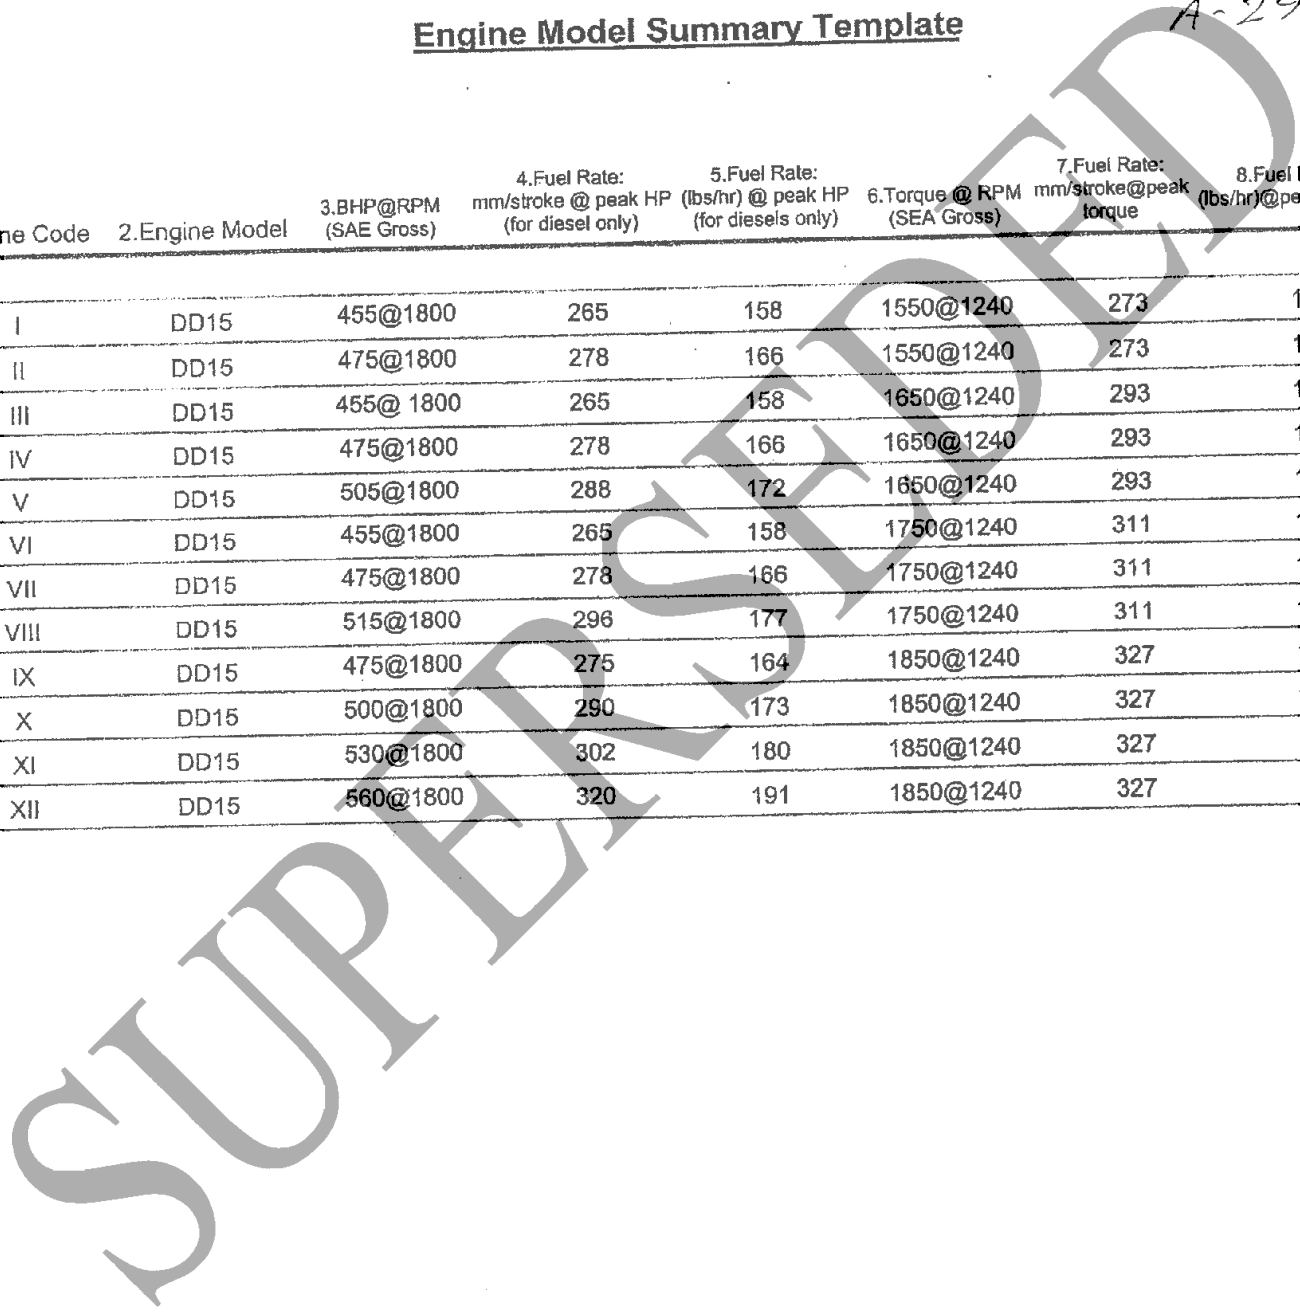 A-29
Engine Model Summary Template
ne Code 2.Engine Model 3.BHP@RPM (SAE Gross) 4.Fuel Rate: mm/stroke @ peak HP (for diesel only) 5.Fuel Rate: (lbs/hr) @ peak HP (for diesels only) 6.Torque @ RPM (SEA Gross) 7.Fuel Rate: mm/stroke@peak torque 8.Fuel (lbs/hr)@pe
I DD15 455@1800 265 158 1550@1240 273 1
II DD15 475@1800 278 166 1550@1240 273 1
III DD15 455@ 1800 265 158 1650@1240 293
IV DD15 475@1800 278 166 1650@1240 293
V DD15 505@1800 288 172 1650@1240 293
VI DD15 455@1800 265 158 1750@1240 311
VII DD15 475@1800 278 166 1750@1240 311
VIII DD15 515@1800 296 177 1750@1240 311
IX DD15 475@1800 275 164 1850@1240 327
X DD15 500@1800 290 173 1850@1240 327
XI DD15 530@1800 302 180 1850@1240 327
XII DD15 560@1800 320 191 1850@1240 327
SUPERSEDED